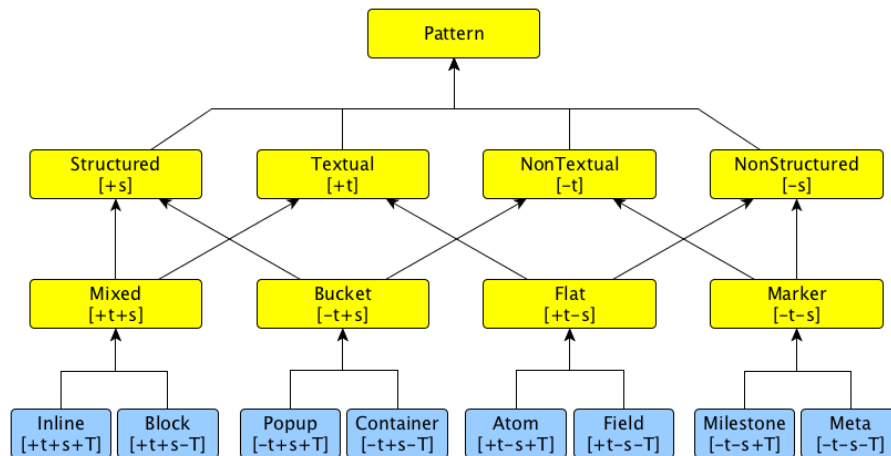 Pattern
Structured
[+s]
Textual
[+t]
NonTextual
[-t]
NonStructured
[-s]
Mixed
[+t+s]
Bucket
[-t+s]
Flat
[+t-s]
Marker
[-t-s]
Inline
[+t+s+T]
Block
[+t+s-T]
Popup
[-t+s+T]
Container
[-t+s-T]
Atom
[+t-s+T]
Field
[+t-s-T]
Milestone
[-t-s+T]
Meta
[-t-s-T]